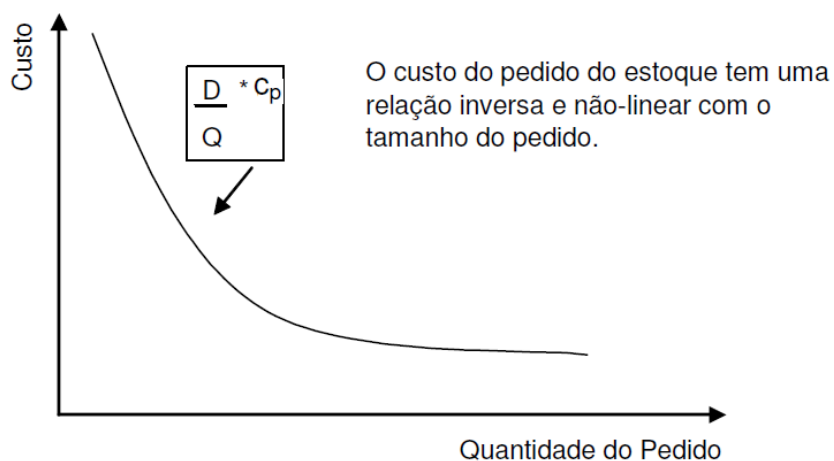 Custo
D * cp
Q
O custo do pedido do estoque tem uma
relação inversa e não-linear com o
tamanho do pedido.
Quantidade do Pedido